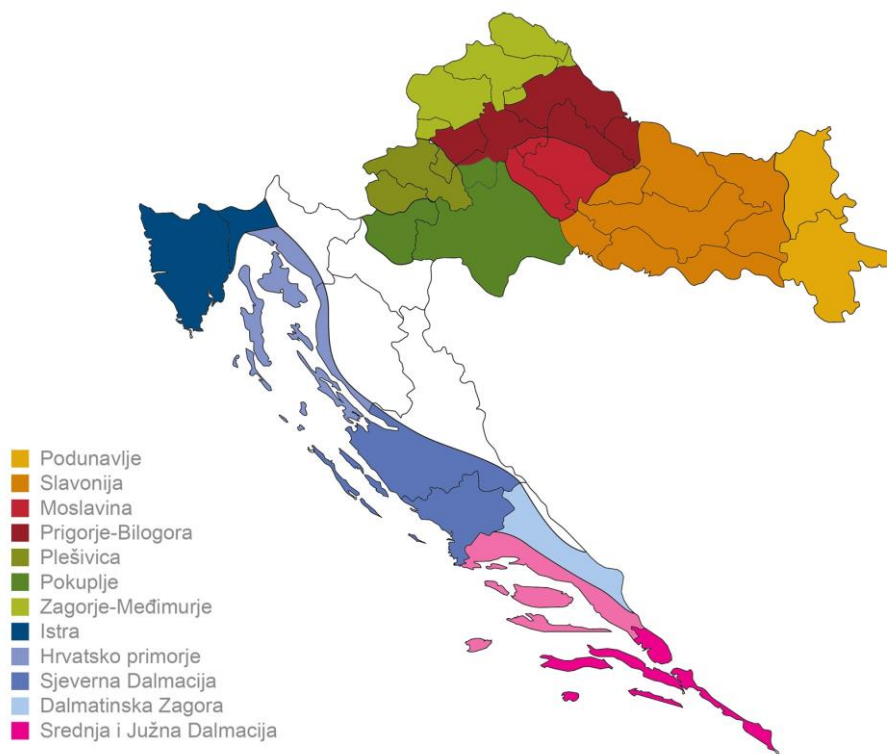 Podunavlje
Slavonija
Moslavina
Prigorje-Bilogora
Plešivica
Pokuplje
Zagorje-Međimurje
Istra
Hrvatsko primorje
Sjeverna Dalmacija
Dalmatinska Zagora
Srednja i Južna Dalmacija